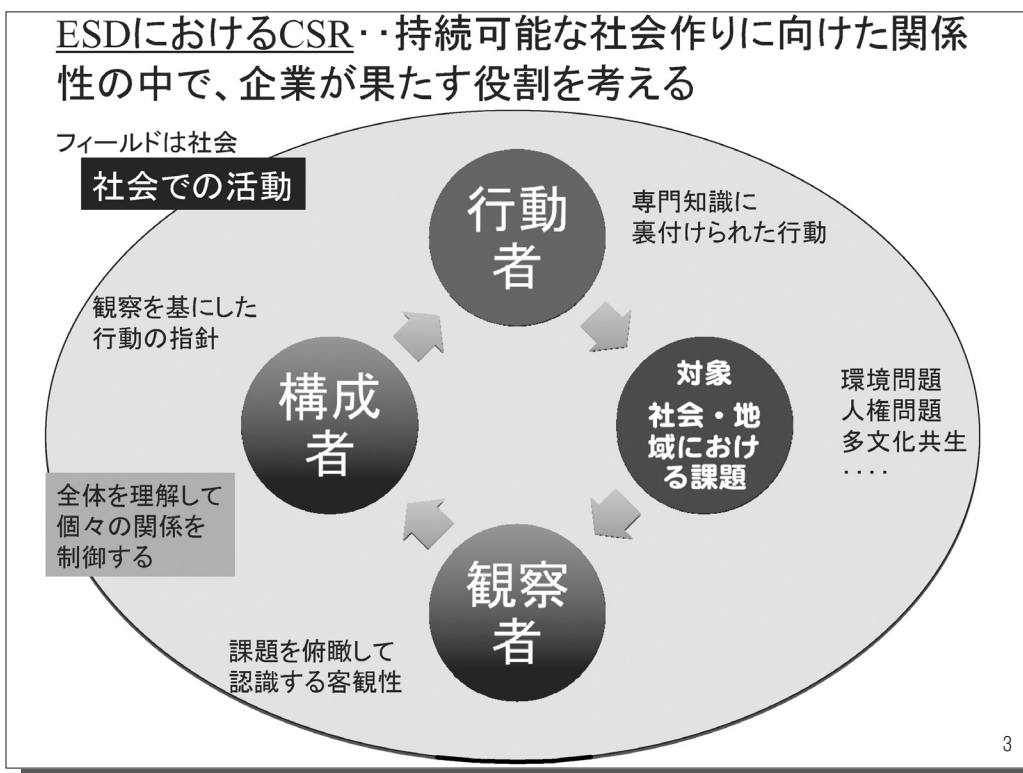 ESDにおけるCSR‥持続可能な社会作りに向けた関係
性の中で、企業が果たす役割を考える
フィールドは社会
社会での活動
行動
者
専門知識に
裏付けられた行動
観察を基にした
行動の指針
構成
者
対象
社会・地
域におけ
る課題
環境問題
人権問題
多文化共生
‥‥
全体を理解して
個々の関係を
制御する
観察
者
課題を俯瞰して
認識する客観性
3